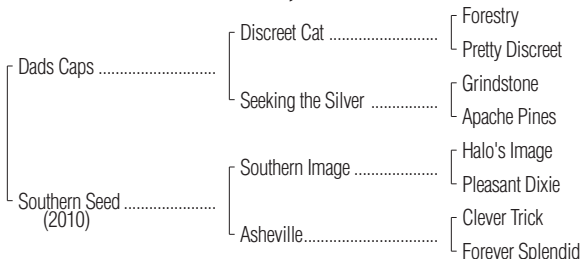 Forestry
Discreet Cat ........................
Pretty Discreet
Dads Caps ..........................
Grindstone
Seeking the Silver ...............
Apache Pines
Halo's Image
Southern Image ...................
Pleasant Dixie
Southern Seed .....................
(2010)
Clever Trick
Asheville..............................
Forever Splendid